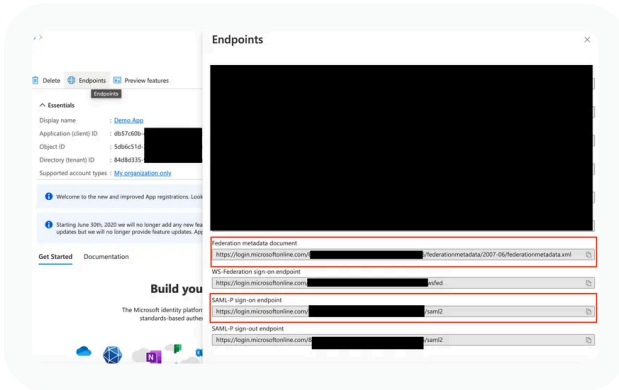 Endpoints
Delete Endpoints Preview features
Endpoints
Essentials
Display name : Demo App
Application (client) ID : db57c60b-
Object ID : 5db6c51d-
Directory (tenant) ID : 84d8d335-
Supported account types : My organization only
Welcome to the new and improved App registrations. Look
Starting June 30th, 2020 we will no longer add any new fea
updates but we will no longer provide feature updates. App
Get Started Documentation
Build you
The Microsoft identity platform
standards-based authe
Federation metadata document
https://login.microsoftonline.com/ /federationmetadata/2007-06/federationmetadata.xml
WS-Federation sign-on endpoint
https://login.microsoftonline.com/ wsfed
SAML-P sign-on endpoint
https://login.microsoftonline.com/ /saml2
SAML-P sign-out endpoint
https://login.microsoftonline.com/8 /saml2